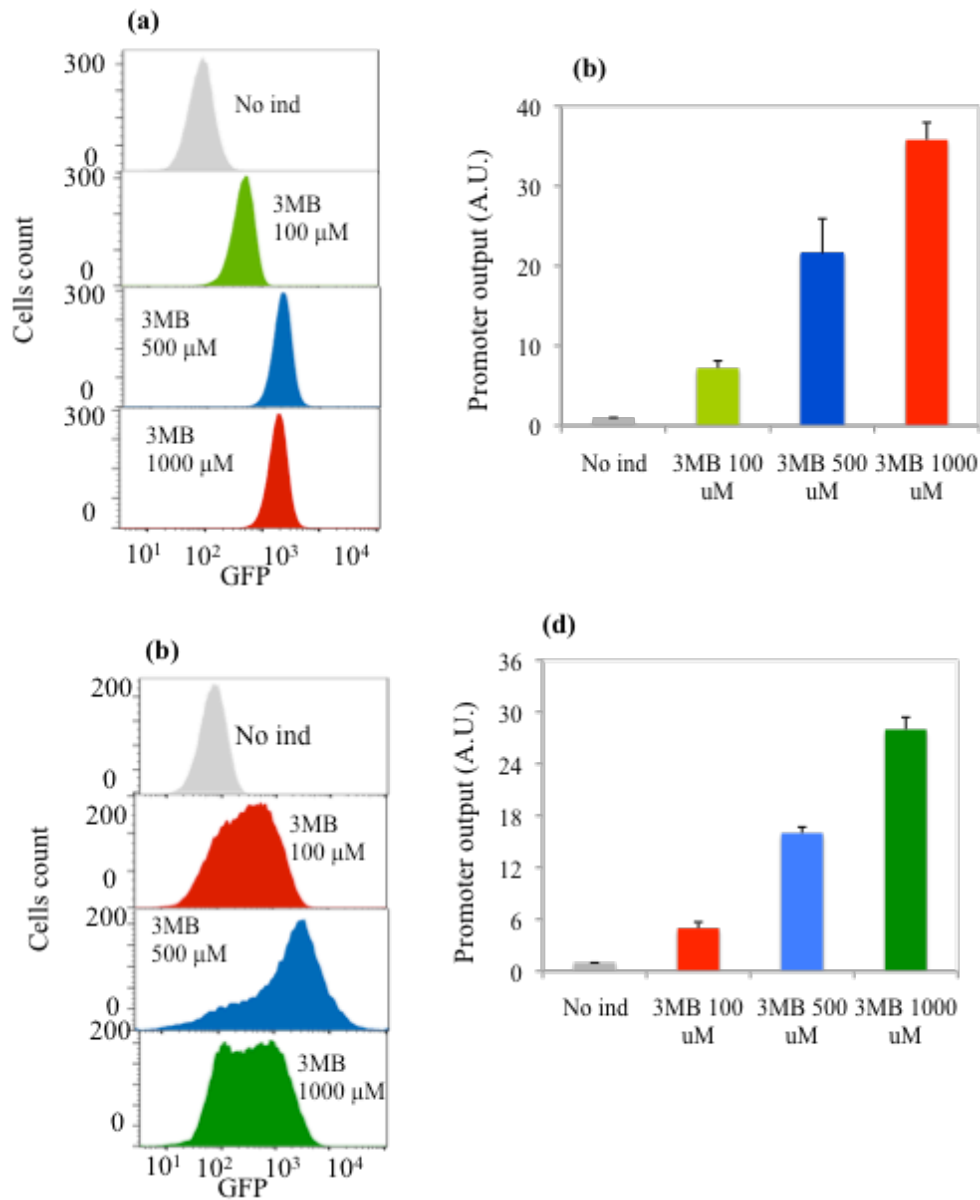 (a)
300
0
No ind
300
0
3MB
100 µM
300
0
3MB
500 µM
300
0
3MB
1000 µM
Cells count
10¹ 10² 10³ 10⁴
GFP
(b)
40
30
20
10
0
Promoter output (A.U.)
No ind 3MB 100 3MB 500 3MB 1000
uM uM uM
(b)
200
0
No ind
200
0
3MB
100 µM
200
0
3MB
500 µM
200
0
3MB
1000 µM
Cells count
10¹ 10² 10³ 10⁴
GFP
(d)
36
30
24
18
12
6
0
Promoter output (A.U.)
No ind 3MB 100 3MB 500 3MB 1000
uM uM uM